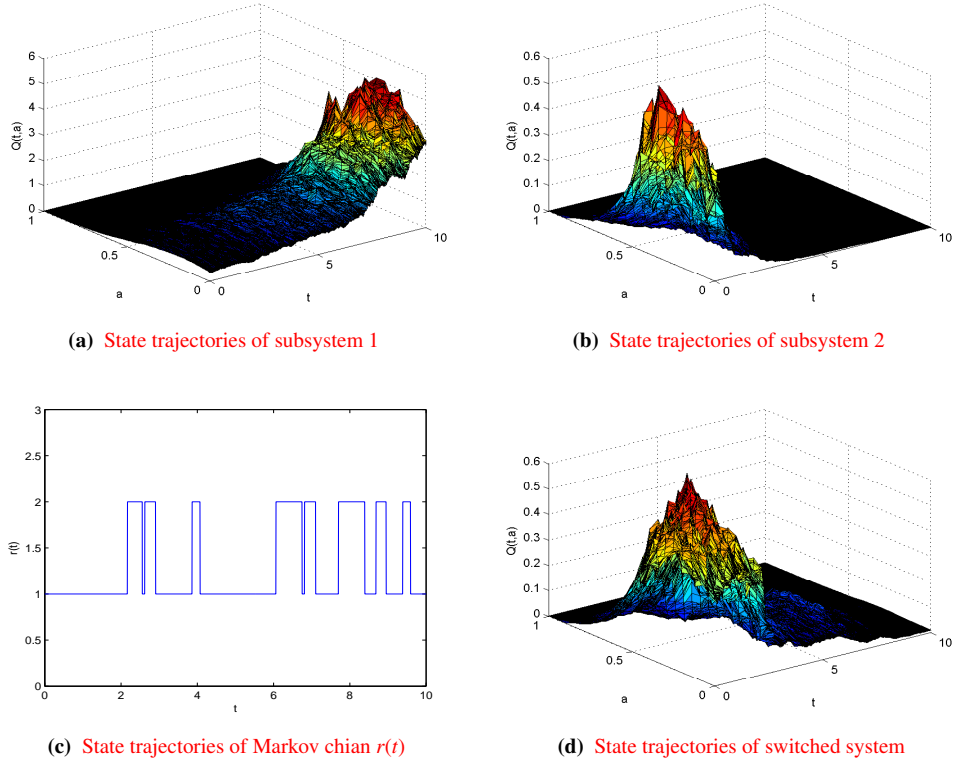 6
5
4
3
2
1
0
Q(t,a)
1
0.5
0
a
0
5
10
t
(a) State trajectories of subsystem 1
0.6
0.5
0.4
0.3
0.2
0.1
0
Q(t,a)
1
0.5
0
a
0
5
10
t
(b) State trajectories of subsystem 2
3
2.5
2
1.5
1
0.5
0
r(t)
0 2 4 6 8 10
t
(c) State trajectories of Markov chian r(t)
0.6
0.5
0.4
0.3
0.2
0.1
0
Q(t,a)
1
0.5
0
a
0
5
10
t
(d) State trajectories of switched system